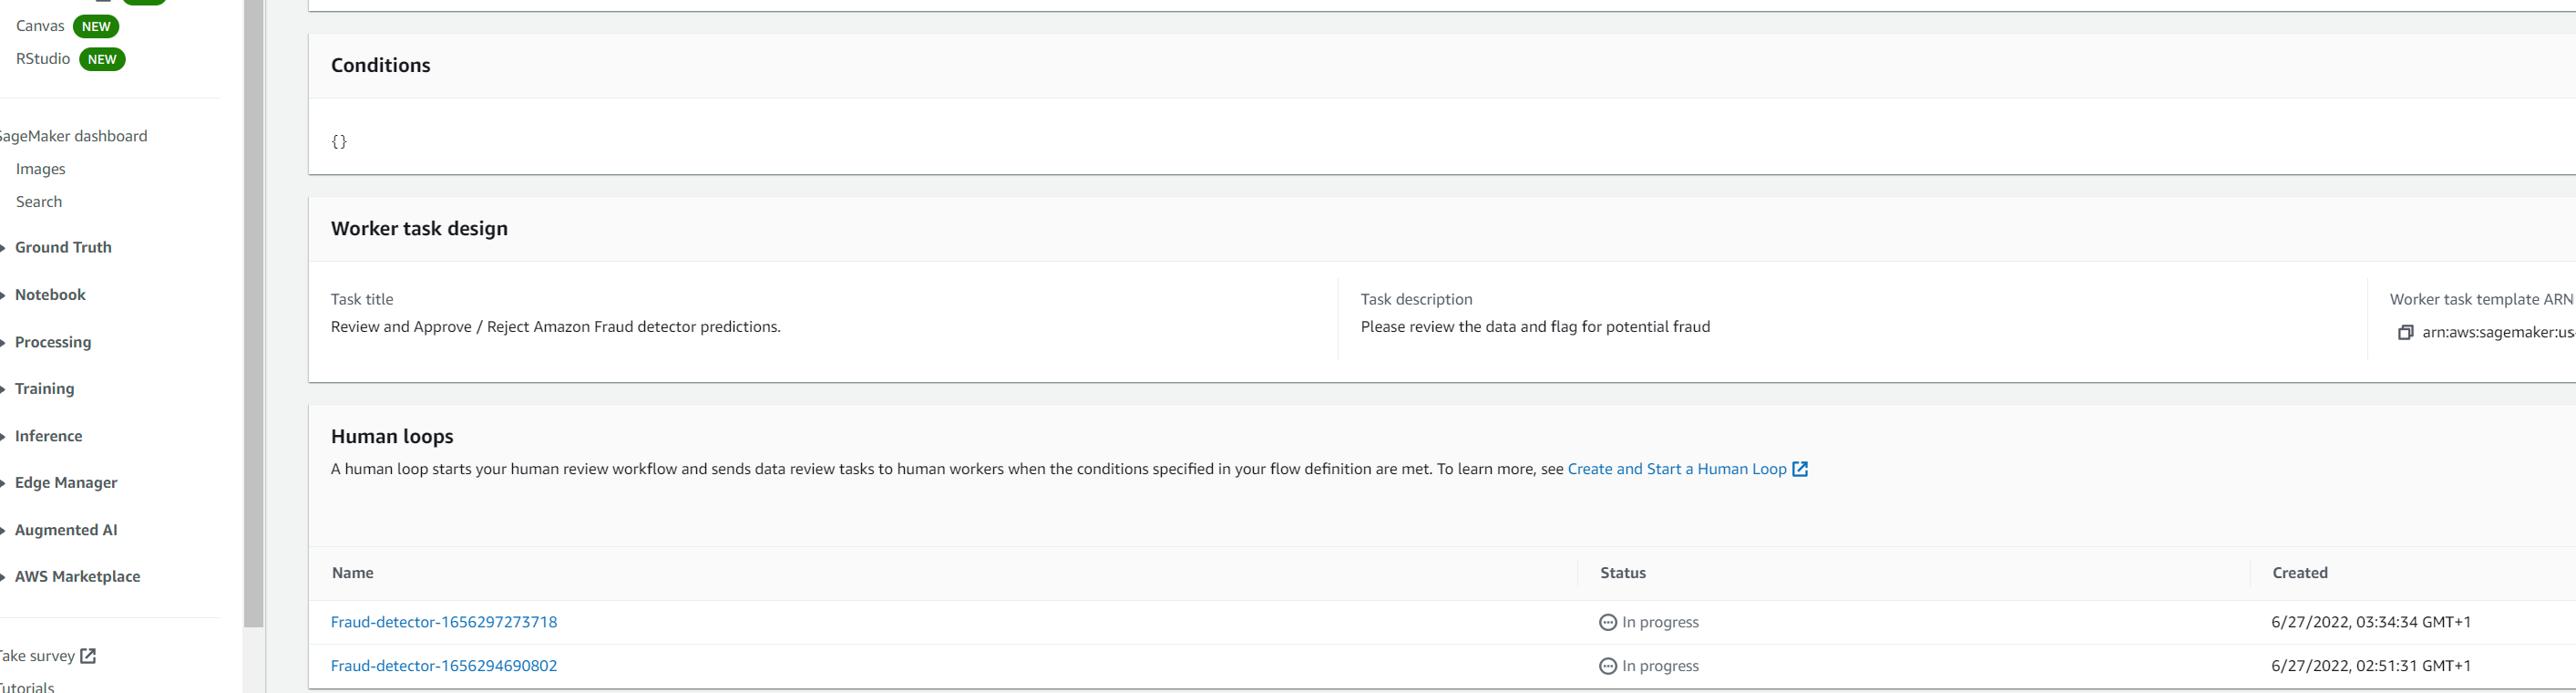 Canvas NEW
RStudio NEW
SageMaker dashboard
Images
Search
Ground Truth
Notebook
Processing
Training
Inference
Edge Manager
Augmented AI
AWS Marketplace
Take survey
Tutorials
Conditions
{}
Worker task design
Task title
Review and Approve / Reject Amazon Fraud detector predictions.
Task description
Please review the data and flag for potential fraud
Worker task template ARN
arn:aws:sagemaker:us
Human loops
A human loop starts your human review workflow and sends data review tasks to human workers when the conditions specified in your flow definition are met. To learn more, see Create and Start a Human Loop
Name Status Created
Fraud-detector-1656297273718 In progress 6/27/2022, 03:34:34 GMT+1
Fraud-detector-1656294690802 In progress 6/27/2022, 02:51:31 GMT+1